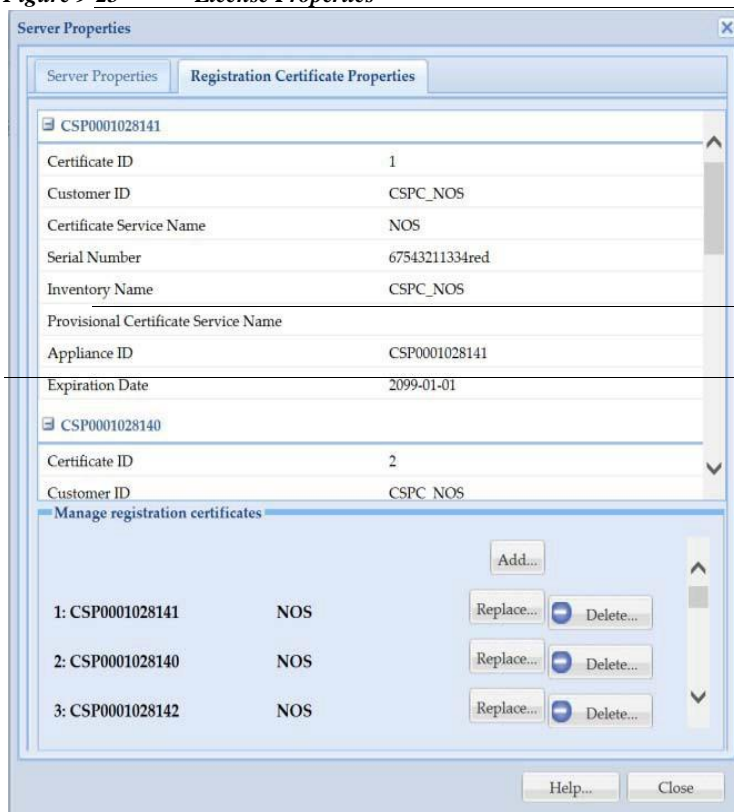 Figure 9-23 License Properties
Server Properties
Server Properties Registration Certificate Properties
CSP0001028141
Certificate ID 1
Customer ID CSPC_NOS
Certificate Service Name NOS
Serial Number 67543211334red
Inventory Name CSPC_NOS
Provisional Certificate Service Name
Appliance ID CSP0001028141
Expiration Date 2099-01-01
CSP0001028140
Certificate ID 2
Customer ID CSPC_NOS
Manage registration certificates
Add...
1: CSP0001028141 NOS Replace... Delete...
2: CSP0001028140 NOS Replace... Delete...
3: CSP0001028142 NOS Replace... Delete...
Help... Close